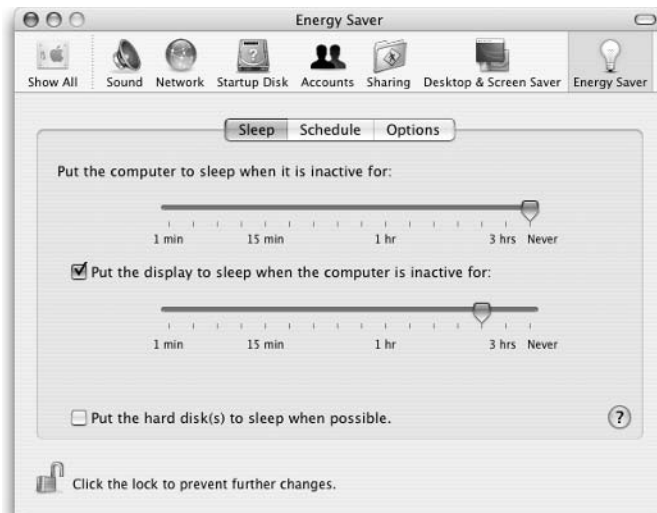 Energy Saver
Show All Sound Network Startup Disk Accounts Sharing Desktop & Screen Saver Energy Saver
Sleep Schedule Options
Put the computer to sleep when it is inactive for:
1 min 15 min 1 hr 3 hrs Never
Put the display to sleep when the computer is inactive for:
1 min 15 min 1 hr 3 hrs Never
Put the hard disk(s) to sleep when possible. ?
Click the lock to prevent further changes.